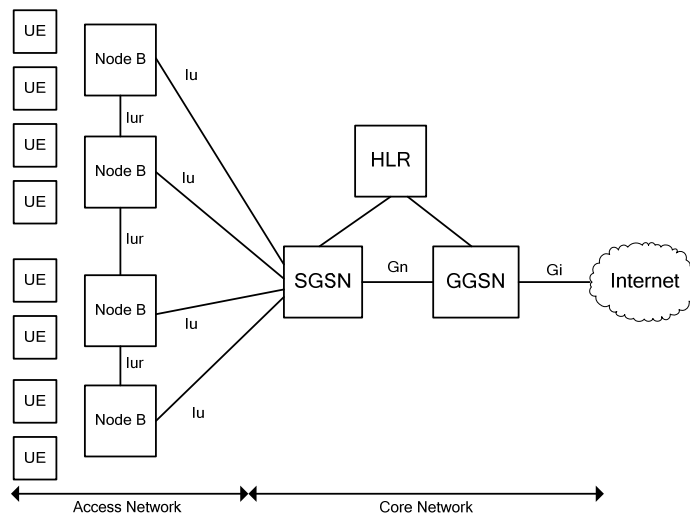 UE
UE
UE
UE
UE
UE
UE
UE
Node B
Node B
Node B
Node B
Iur
Iur
Iur
Iu
Iu
Iu
Iu
HLR
SGSN
Gn
GGSN
Gi
Internet
Access Network
Core Network